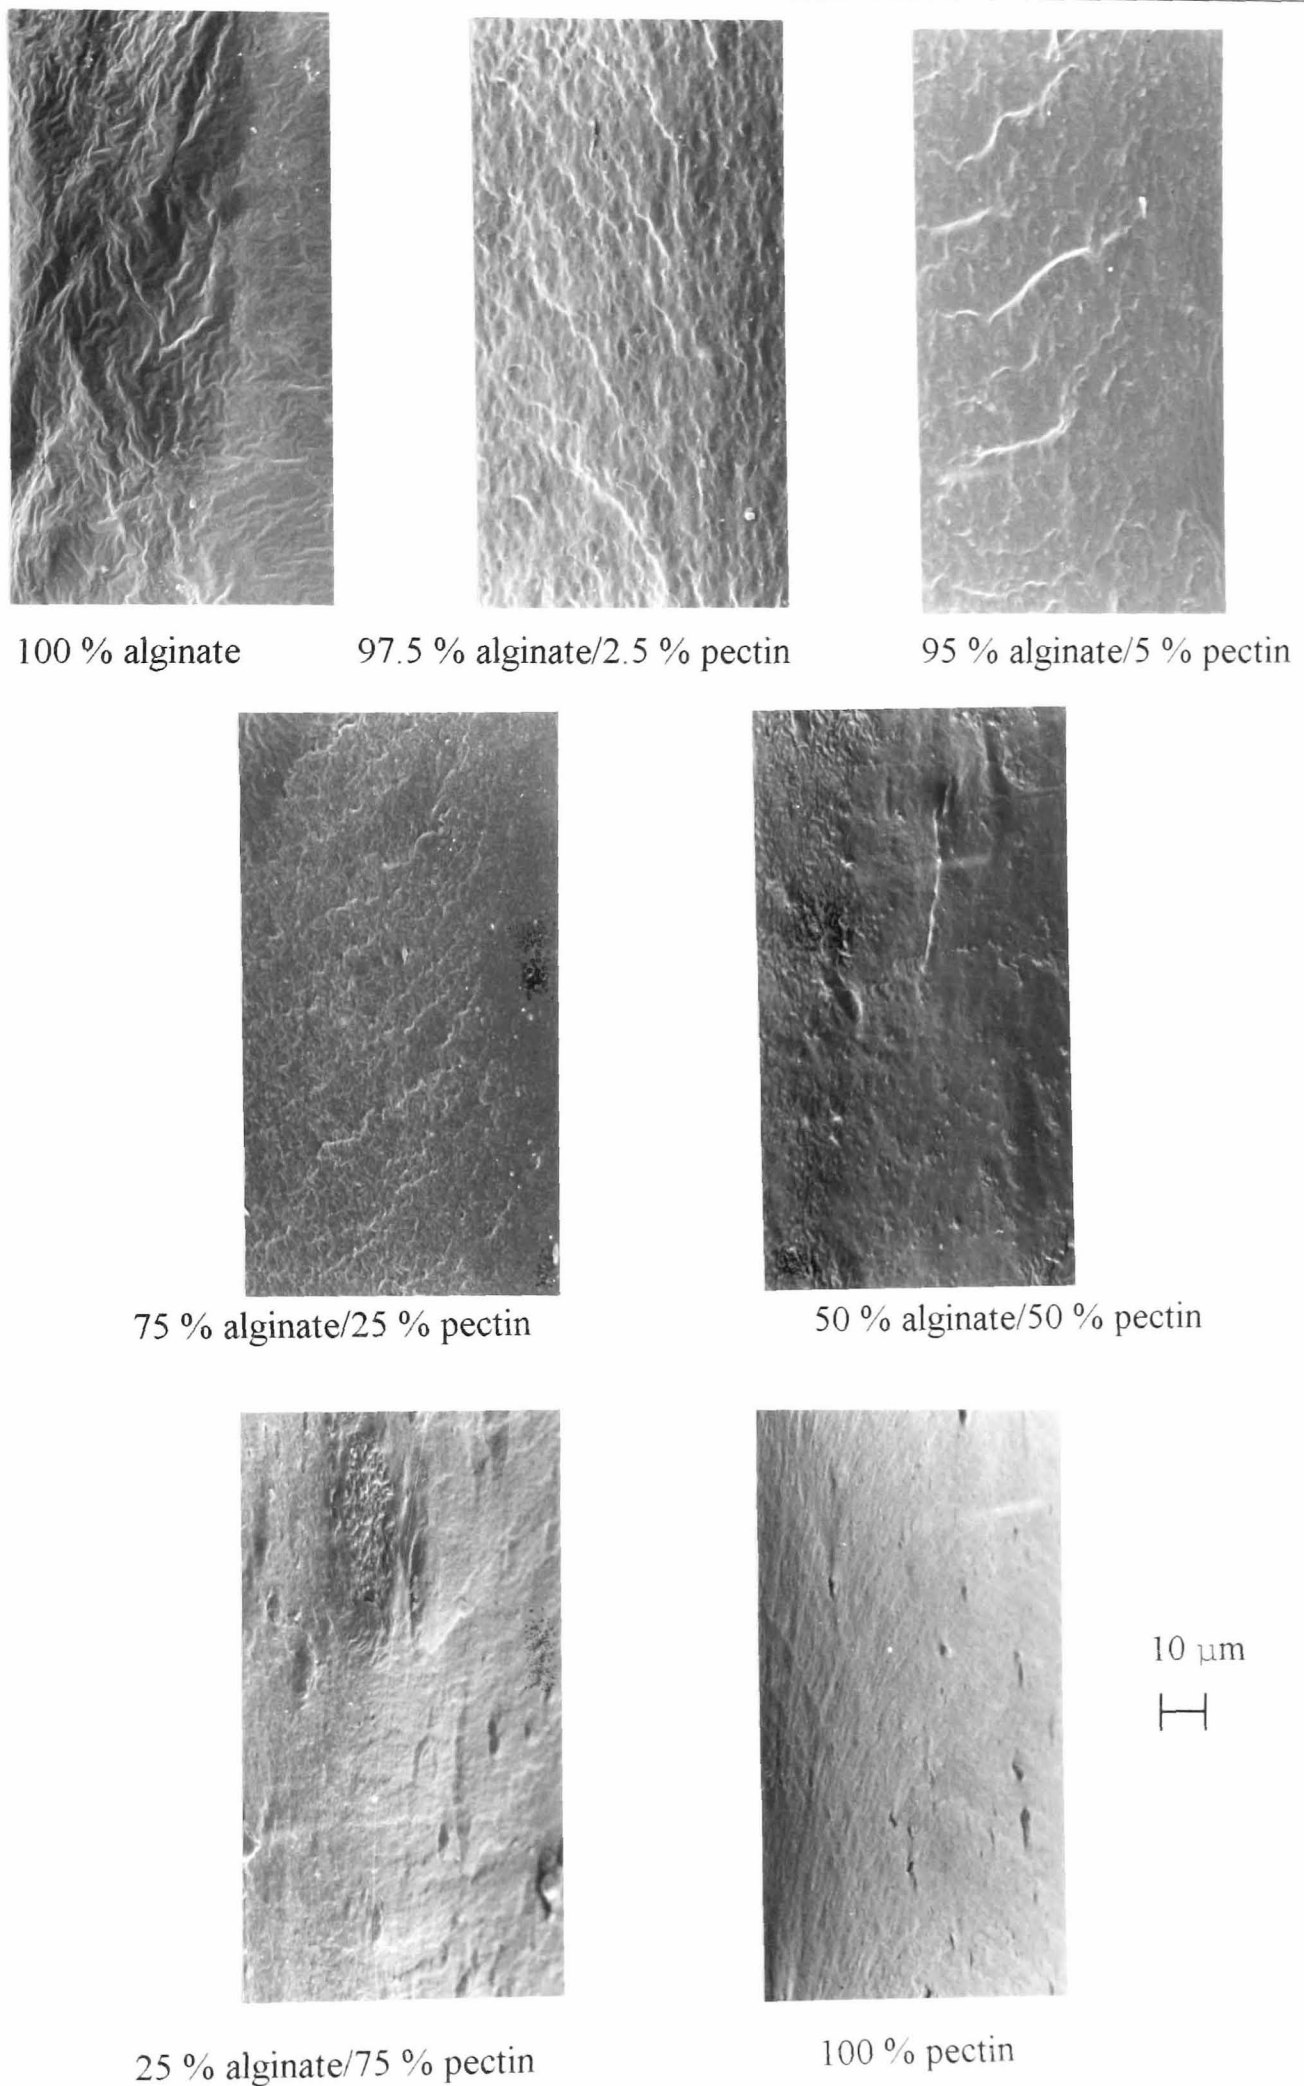 100 % alginate
97.5 % alginate/2.5 % pectin
95 % alginate/5 % pectin
75 % alginate/25 % pectin
50 % alginate/50 % pectin
10 μm
25 % alginate/75 % pectin
100 % pectin